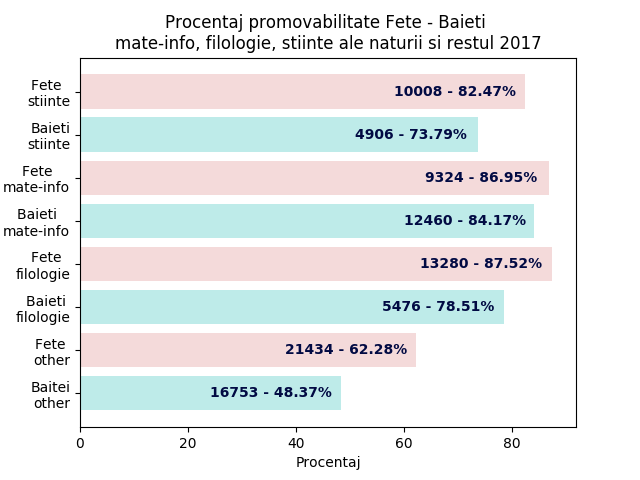 Procentaj promovabilitate Fete - Baieti
mate-info, filologie, stiinte ale naturii si restul 2017
Fete
stiinte
10008 - 82.47%
Baieti
stiinte
4906 - 73.79%
Fete
mate-info
9324 - 86.95%
Baieti
mate-info
12460 - 84.17%
Fete
filologie
13280 - 87.52%
Baieti
filologie
5476 - 78.51%
Fete
other
21434 - 62.28%
Baitei
other
16753 - 48.37%
0 20 40 60 80
Procentaj